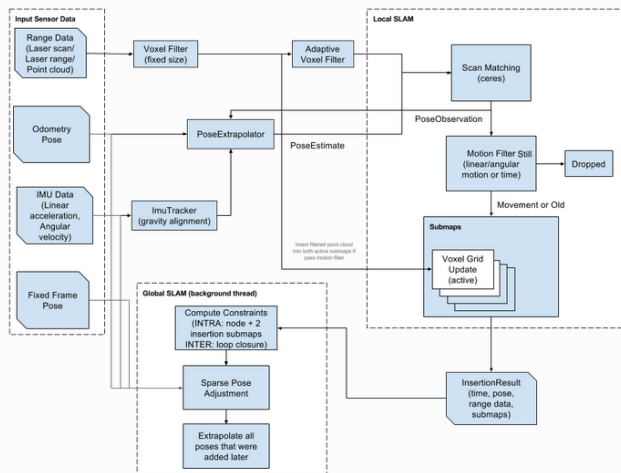 Input Sensor Data
Range Data
(Laser scan/
Laser range/
Point cloud)
Voxel Filter
(fixed size)
Adaptive
Voxel Filter
Local SLAM
Scan Matching
(ceres)
Odometry
Pose
PoseExtrapolator
PoseEstimate
PoseObservation
Motion Filter Still
(linear/angular
motion or time)
Dropped
IMU Data
(Linear
acceleration,
Angular
velocity)
ImuTracker
(gravity alignment)
Movement or Old
Submaps
Voxel Grid
Update
(active)
Insert filtered point cloud
into both active submaps if
pass motion filter
Fixed Frame
Pose
Global SLAM (background thread)
Compute Constraints
(INTRA: node + 2
insertion submaps
INTER: loop closure)
Sparse Pose
Adjustment
Extrapolate all
poses that were
added later
InsertionResult
(time, pose,
range data,
submaps)